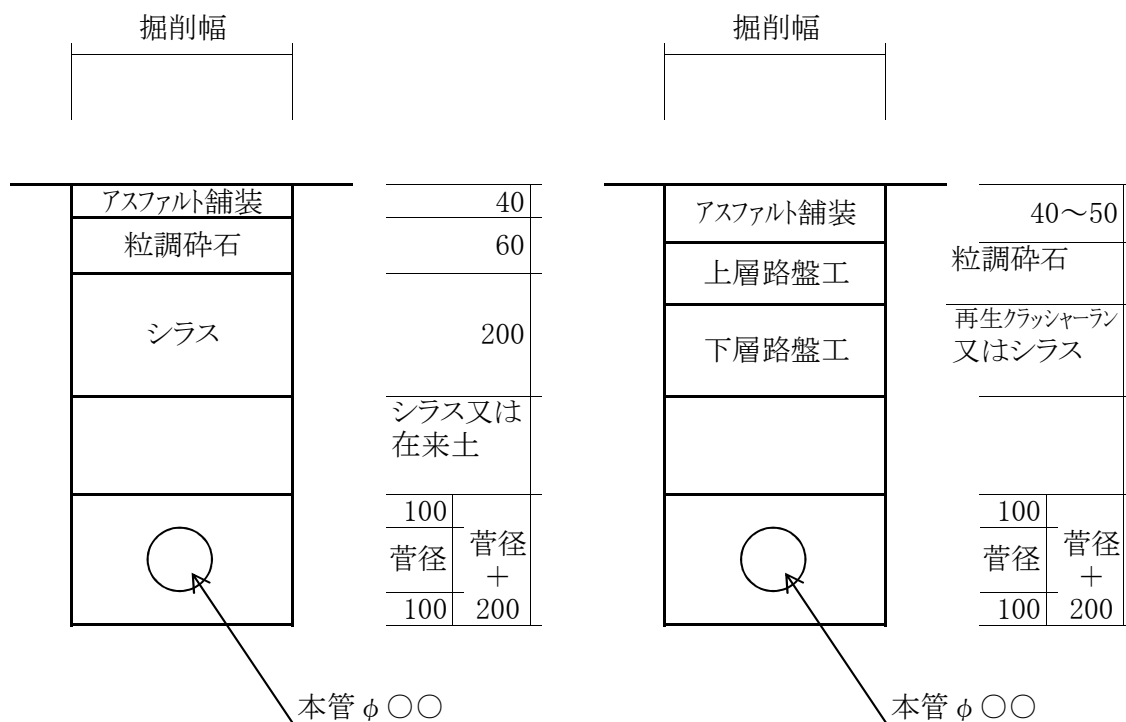 掘削幅
アスファルト舗装
40
粒調砕石
60
シラス
200
シラス又は
在来土
100
菅径
100
菅径
+
200
本管φ○○
掘削幅
アスファルト舗装
40～50
上層路盤工
粒調砕石
下層路盤工
再生クラッシャーラン
又はシラス
100
菅径
100
菅径
+
200
本管φ○○